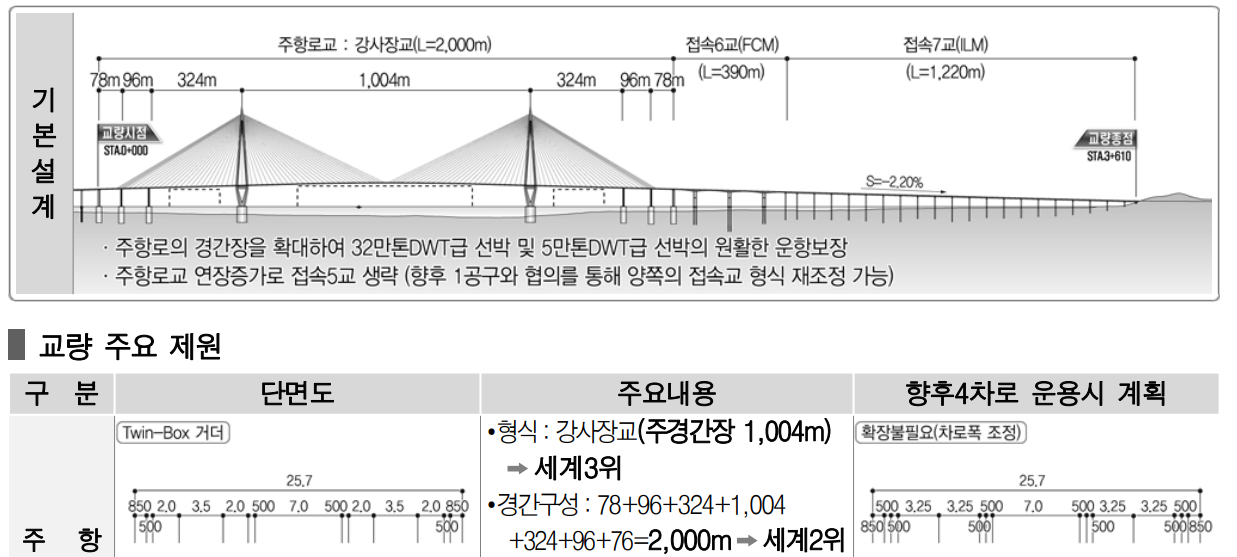 기본설계
주항로교 : 강사장교(L=2,000m)
접속6교(FCM)
(L=390m)
접속7교(ILM)
(L=1,220m)
78m 96m 324m 1,004m 324m 96m 78m
교량시점
STA.0+000
교량종점
STA.3+610
S=-2.20%
· 주항로의 경간장을 확대하여 32만톤DWT급 선박 및 5만톤DWT급 선박의 원활한 운항보장
· 주항로교 연장증가로 접속5교 생략 (향후 1공구와 협의를 통해 양쪽의 접속교 형식 재조정 가능)
교량 주요 제원
구 분 단면도 주요내용 향후4차로 운용시 계획
주 항
Twin-Box 거더
25.7
850 2.0 3.5 2.0 500 7.0 500 2.0 3.5 2.0 850
500 500
•형식 : 강사장교(주경간장 1,004m)
➡ 세계3위
•경간구성 : 78+96+324+1,004
+324+96+76=2,000m ➡ 세계2위
확장불필요(차로폭 조정)
25.7
500 3.25 3.25 500 7.0 500 3.25 3.25 500
850 500 500 500 500 850